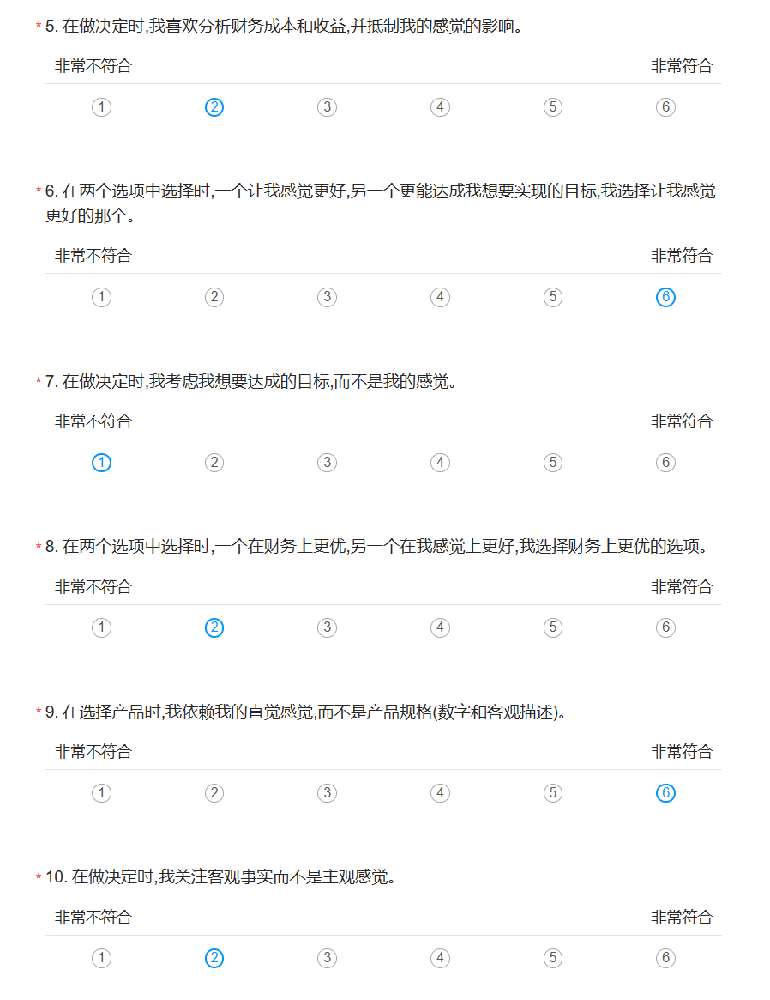 * 5. 在做决定时,我喜欢分析财务成本和收益,并抵制我的感觉的影响。
非常不符合 非常符合
1 2 3 4 5 6
* 6. 在两个选项中选择时,一个让我感觉更好,另一个更能达成我想要实现的目标,我选择让我感觉
更好的那个。
非常不符合 非常符合
1 2 3 4 5 6
* 7. 在做决定时,我考虑我想要达成的目标,而不是我的感觉。
非常不符合 非常符合
1 2 3 4 5 6
* 8. 在两个选项中选择时,一个在财务上更优,另一个在我感觉上更好,我选择财务上更优的选项。
非常不符合 非常符合
1 2 3 4 5 6
* 9. 在选择产品时,我依赖我的直觉感觉,而不是产品规格(数字和客观描述)。
非常不符合 非常符合
1 2 3 4 5 6
* 10. 在做决定时,我关注客观事实而不是主观感觉。
非常不符合 非常符合
1 2 3 4 5 6